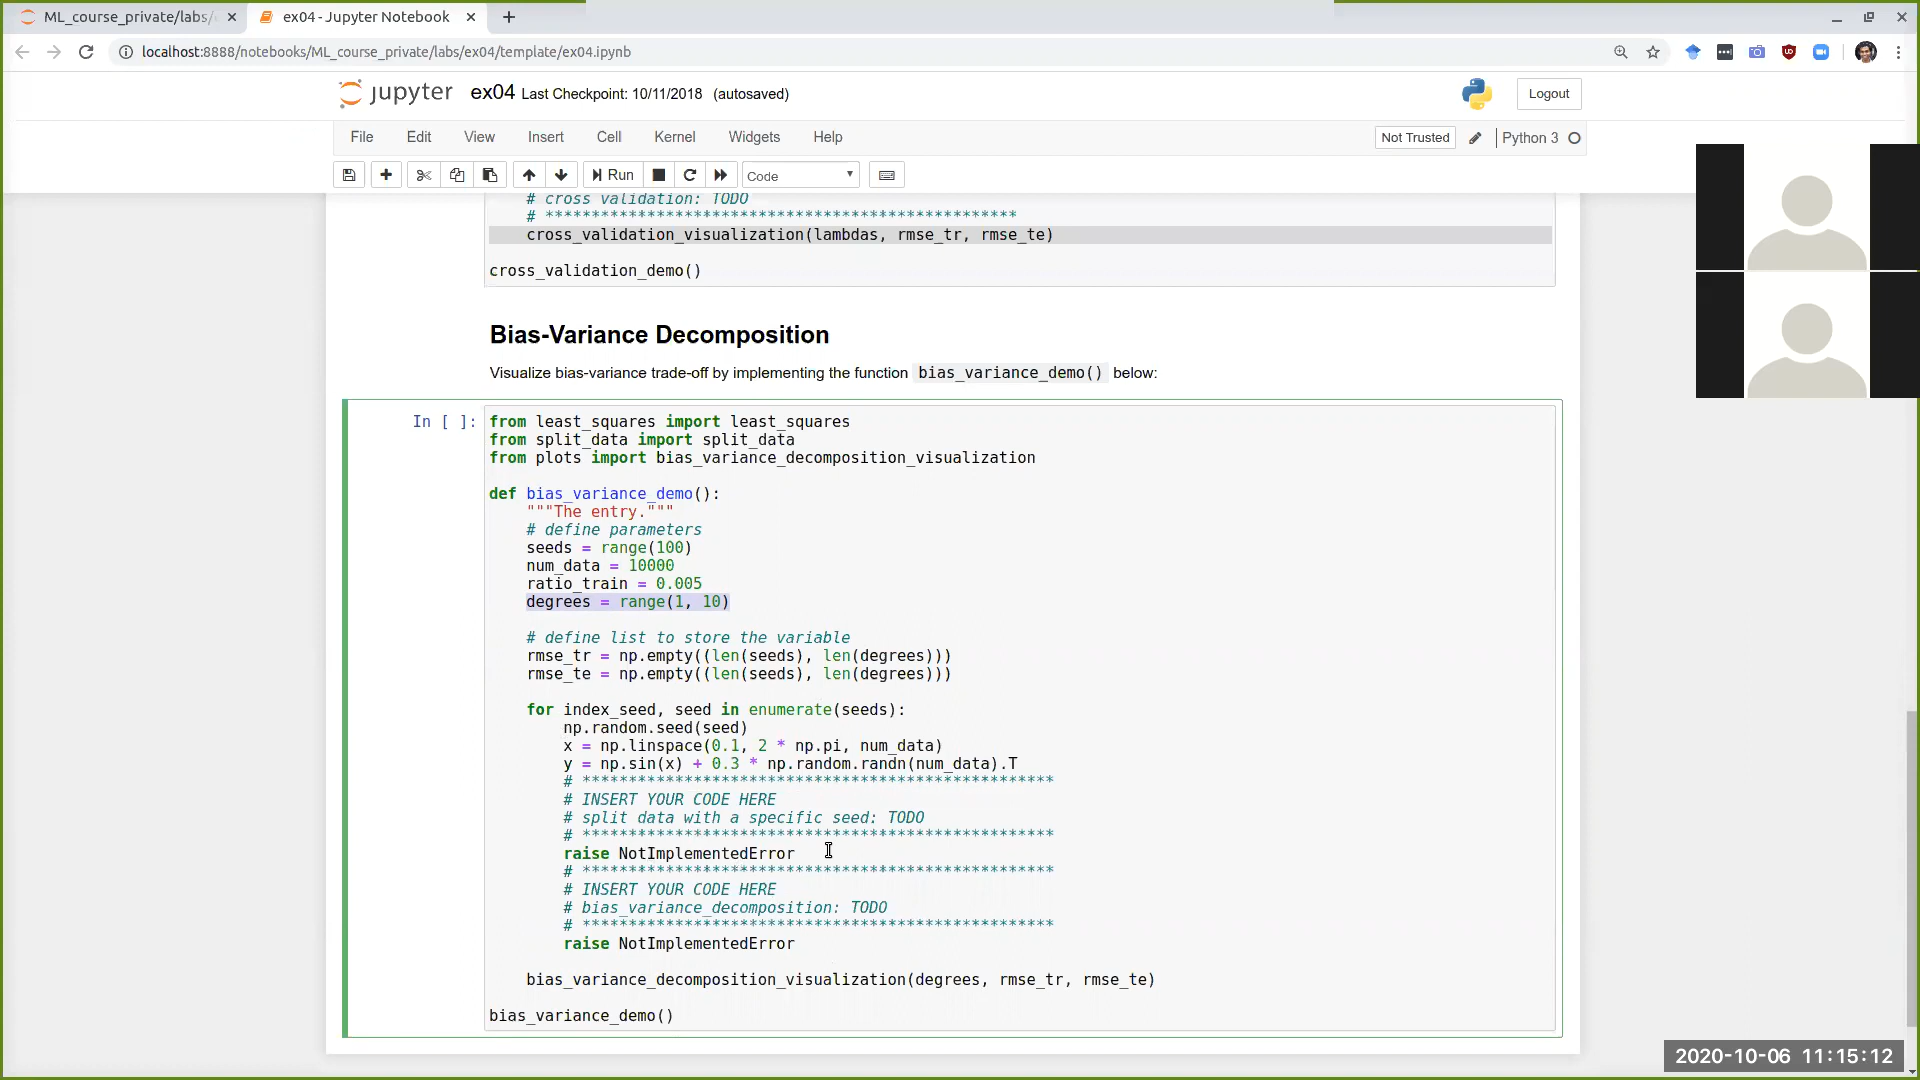 ML_course_private/labs/
ex04 - Jupyter Notebook
localhost:8888/notebooks/ML_course_private/labs/ex04/template/ex04.ipynb
jupyter ex04 Last Checkpoint: 10/11/2018 (autosaved)
Logout
File Edit View Insert Cell Kernel Widgets Help
Not Trusted Python 3
Run Code
# cross validation: TODO
# ***************************************************
cross_validation_visualization(lambdas, rmse_tr, rmse_te)
cross_validation_demo()
Bias-Variance Decomposition
Visualize bias-variance trade-off by implementing the function bias_variance_demo() below:
In [ ]:
from least_squares import least_squares
from split_data import split_data
from plots import bias_variance_decomposition_visualization
def bias_variance_demo():
"""The entry."""
# define parameters
seeds = range(100)
num_data = 10000
ratio_train = 0.005
degrees = range(1, 10)
# define list to store the variable
rmse_tr = np.empty((len(seeds), len(degrees)))
rmse_te = np.empty((len(seeds), len(degrees)))
for index_seed, seed in enumerate(seeds):
np.random.seed(seed)
x = np.linspace(0.1, 2 * np.pi, num_data)
y = np.sin(x) + 0.3 * np.random.randn(num_data).T
# ***************************************************
# INSERT YOUR CODE HERE
# split data with a specific seed: TODO
# ***************************************************
raise NotImplementedError
# ***************************************************
# INSERT YOUR CODE HERE
# bias_variance_decomposition: TODO
# ***************************************************
raise NotImplementedError
bias_variance_decomposition_visualization(degrees, rmse_tr, rmse_te)
bias_variance_demo()
2020-10-06 11:15:12